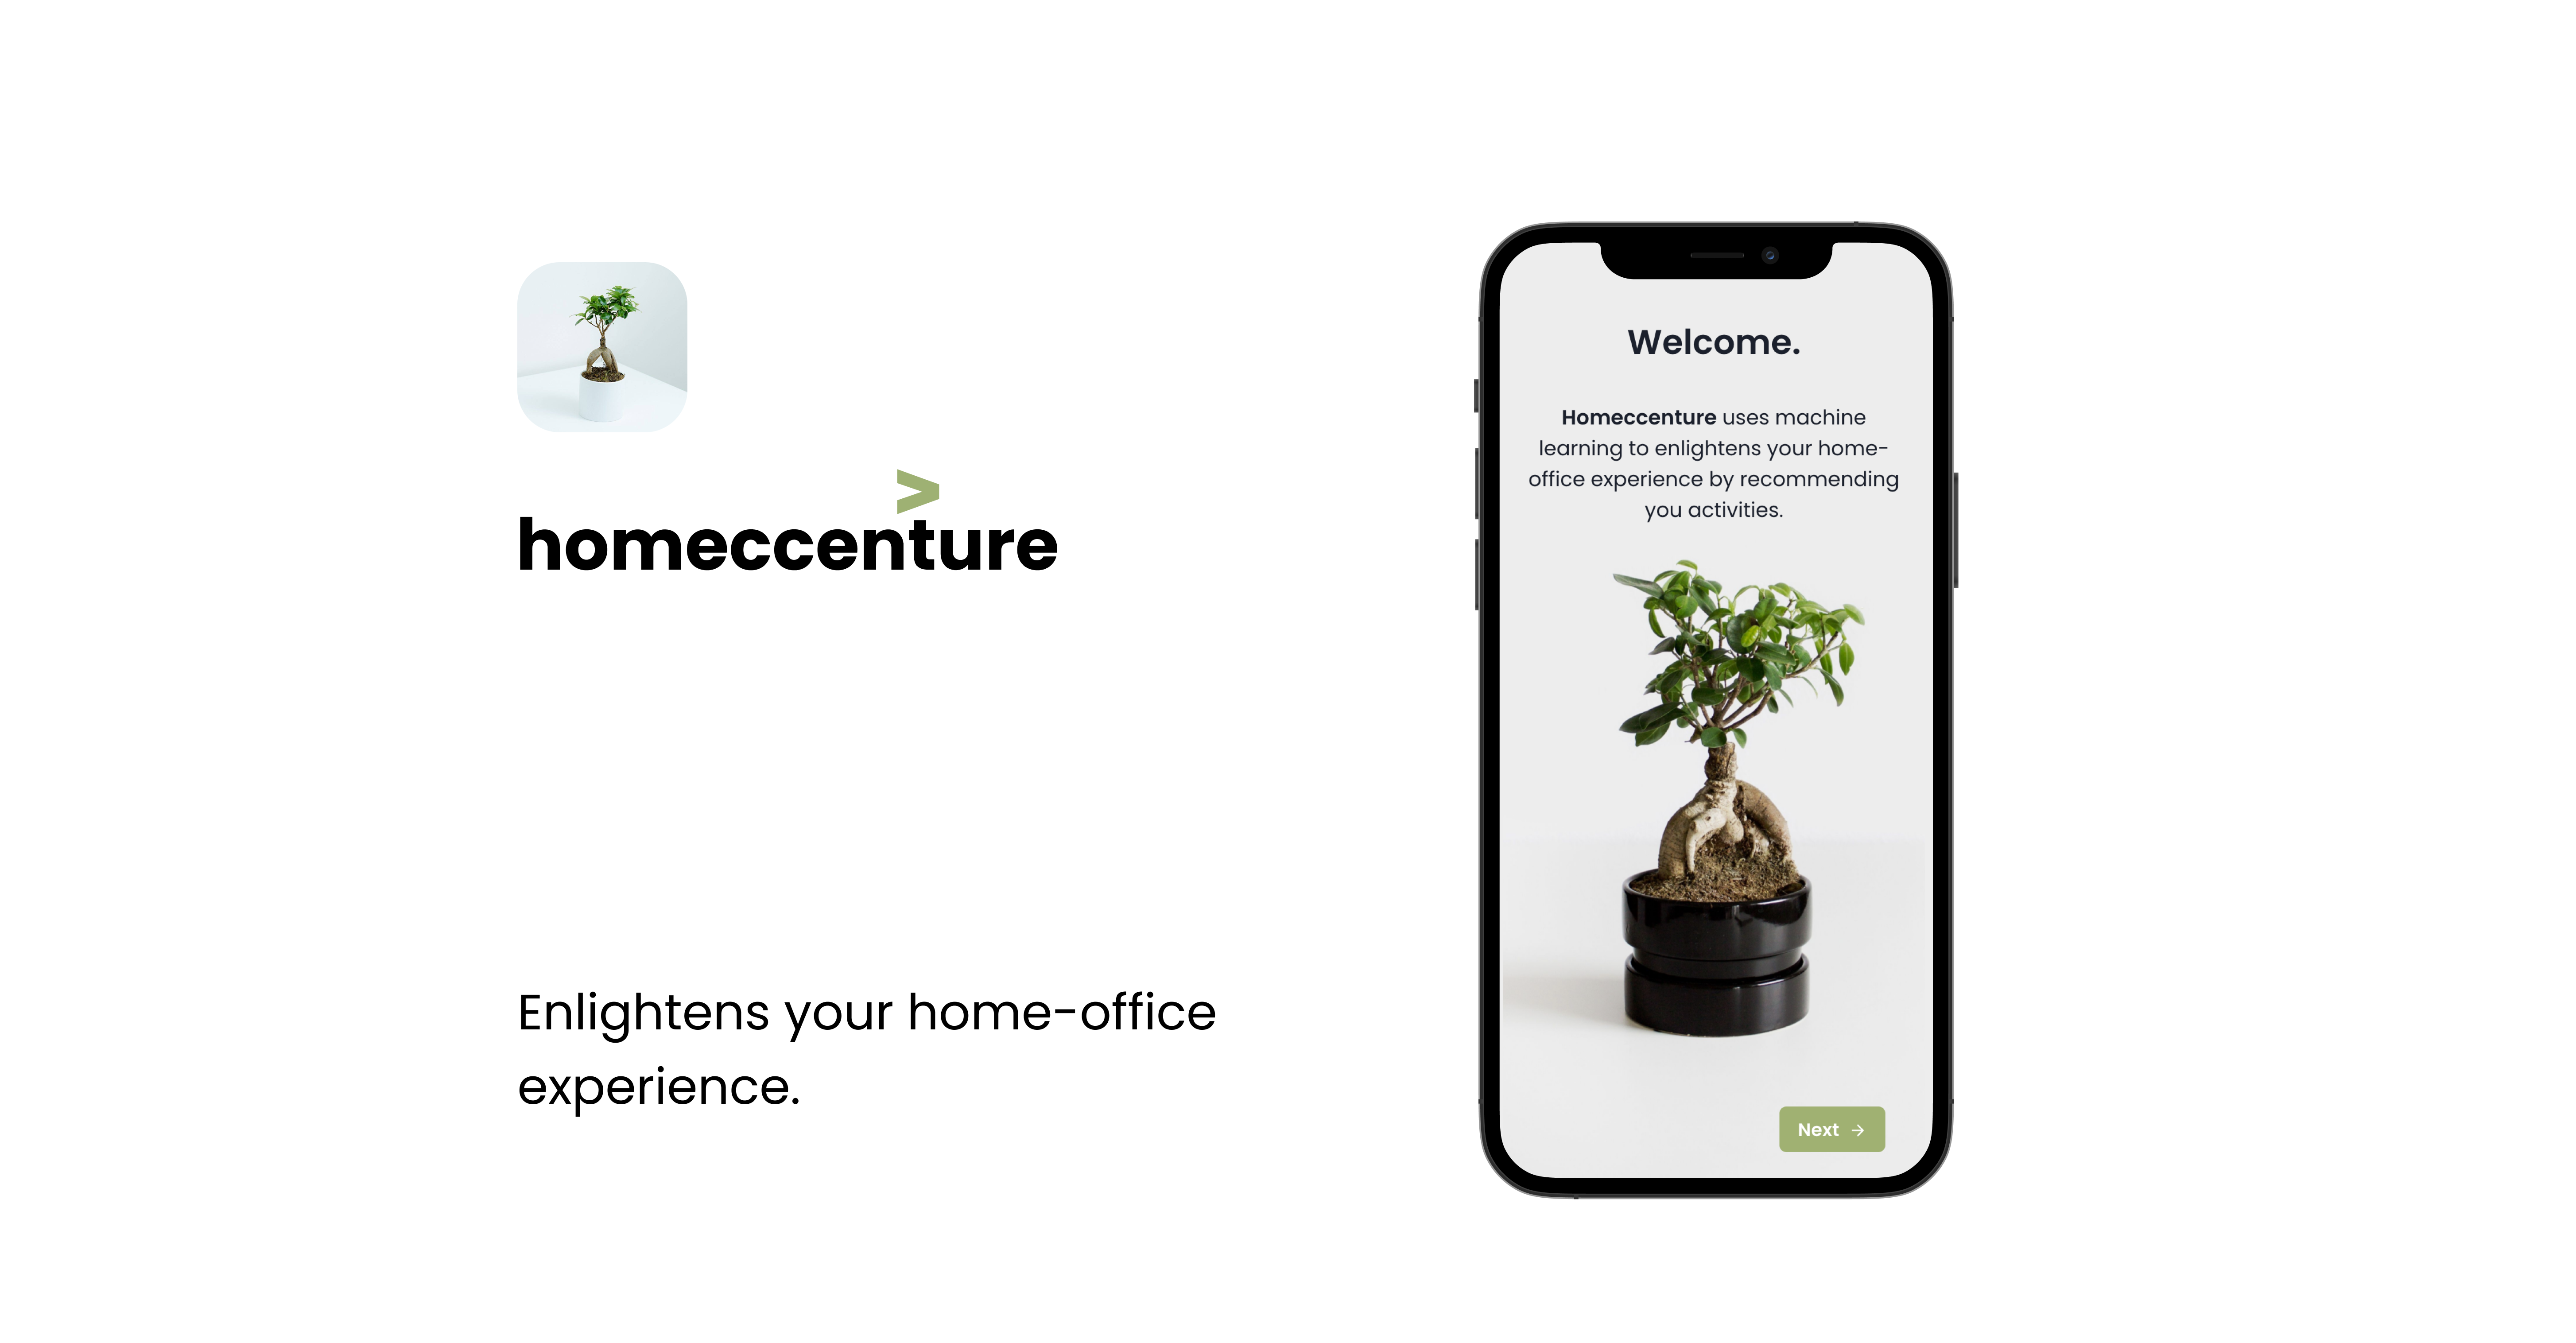 >
homeccenture
Enlightens your home-office
experience.
Welcome.
Homeccenture uses machine
learning to enlightens your home-
office experience by recommending
you activities.
Next →